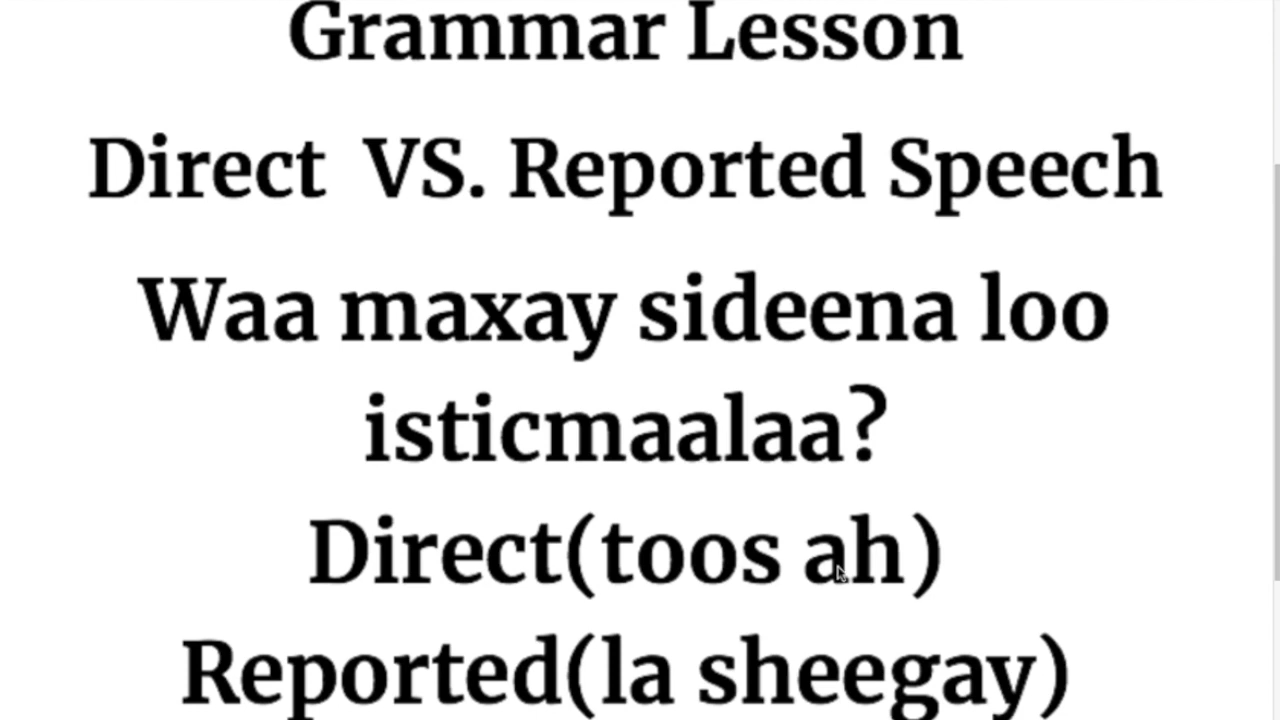 Grammar Lesson
Direct  VS. Reported Speech
Waa maxay sideena loo
isticmaalaa?
Direct(toos ah)
Reported(la sheegay)